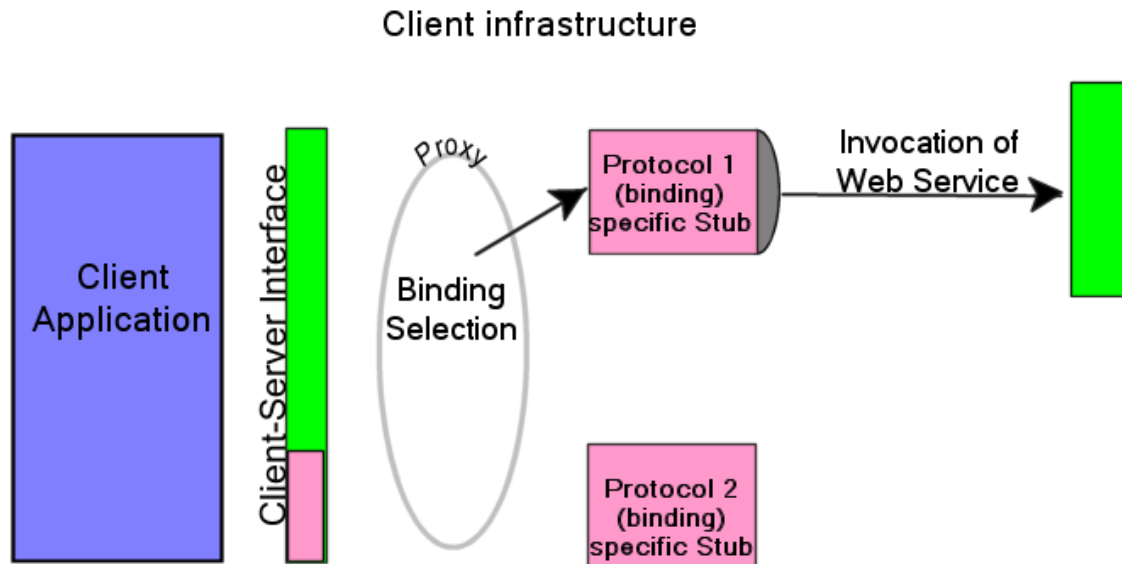 Client infrastructure
Client
Application
Client-Server Interface
Proxy
Binding
Selection
Protocol 1
(binding)
specific Stub
Invocation of
Web Service
Protocol 2
(binding)
specific Stub